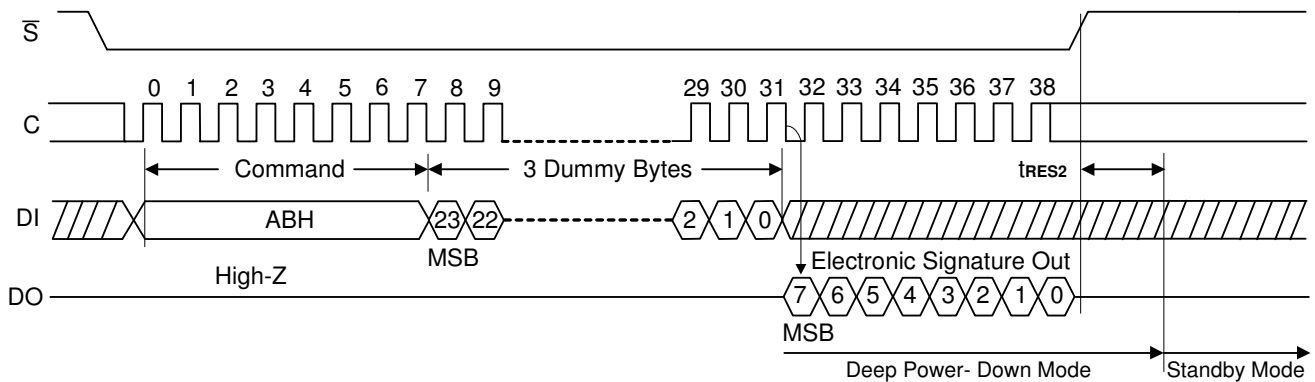 S
0 1 2 3 4 5 6 7 8 9 29 30 31 32 33 34 35 36 37 38
C
Command 3 Dummy Bytes tRES2
DI ABH 23 22 2 1 0
MSB
High-Z Electronic Signature Out
DO 7 6 5 4 3 2 1 0
MSB
Deep Power- Down Mode Standby Mode